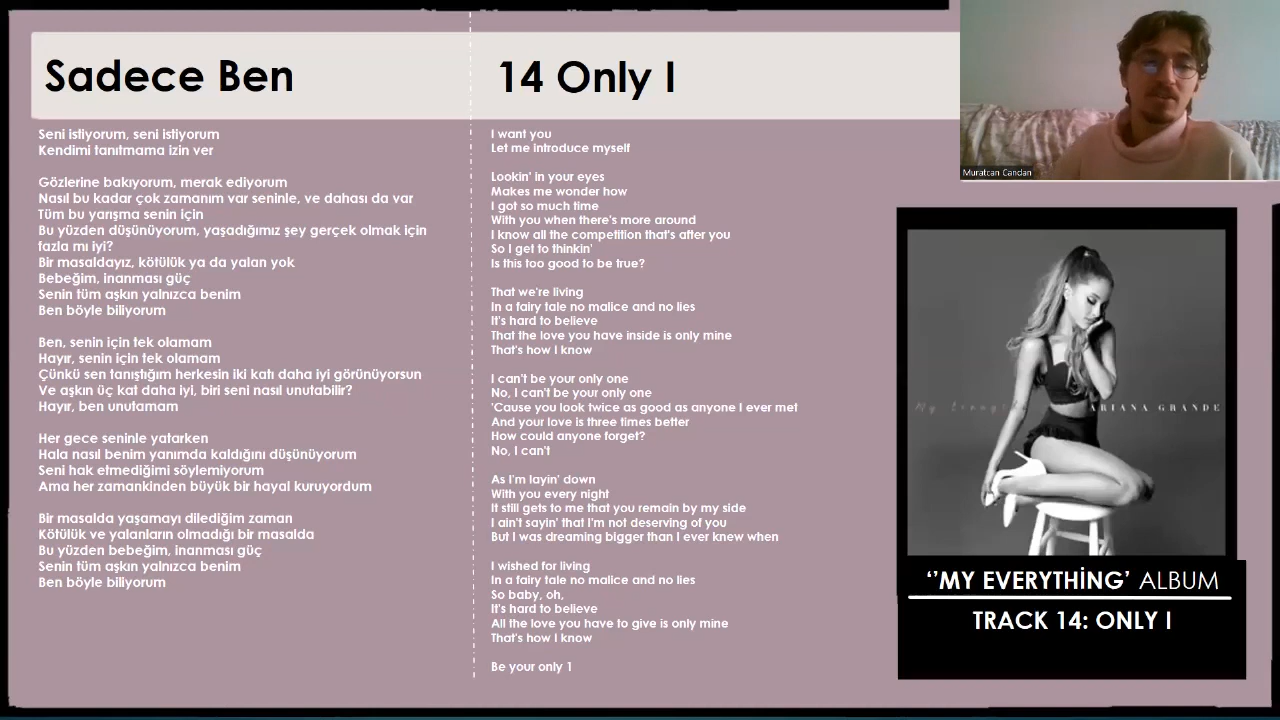 Sadece Ben
Seni istiyorum, seni istiyorum
Kendimi tanıtmama izin ver
Gözlerine bakıyorum, merak ediyorum
Nasıl bu kadar çok zamanım var seninle, ve dahası da var
Tüm bu yarışma senin için
Bu yüzden düşünüyorum, yaşadığımız şey gerçek olmak için
fazla mı iyi?
Bir masaldayız, kötülük ya da yalan yok
Bebeğim, inanması güç
Senin tüm aşkın yalnızca benim
Ben böyle biliyorum
Ben, senin için tek olamam
Hayır, senin için tek olamam
Çünkü sen tanıştığım herkesin iki katı daha iyi görünüyorsun
Ve aşkın üç kat daha iyi, biri seni nasıl unutabilir?
Hayır, ben unutamam
Her gece seninle yatarken
Hala nasıl benim yanımda kaldığını düşünüyorum
Seni hak etmediğimi söylemiyorum
Ama her zamankinden büyük bir hayal kuruyordum
Bir masalda yaşamayı dilediğim zaman
Kötülük ve yalanların olmadığı bir masalda
Bu yüzden bebeğim, inanması güç
Senin tüm aşkın yalnızca benim
Ben böyle biliyorum
14 Only I
I want you
Let me introduce myself
Lookin' in your eyes
Makes me wonder how
I got so much time
With you when there's more around
I know all the competition that's after you
So I get to thinkin'
Is this too good to be true?
That we're living
In a fairy tale no malice and no lies
It's hard to believe
That the love you have inside is only mine
That's how I know
I can't be your only one
No, I can't be your only one
'Cause you look twice as good as anyone I ever met
And your love is three times better
How could anyone forget?
No, I can't
As I'm layin' down
With you every night
It still gets to me that you remain by my side
I ain't sayin' that I'm not deserving of you
But I was dreaming bigger than I ever knew when
I wished for living
In a fairy tale no malice and no lies
So baby, oh,
It's hard to believe
All the love you have to give is only mine
That's how I know
Be your only 1
Muratcan Candan
My Everything ARIANA GRANDE
‘’MY EVERYTHİNG’ ALBUM
TRACK 14: ONLY I